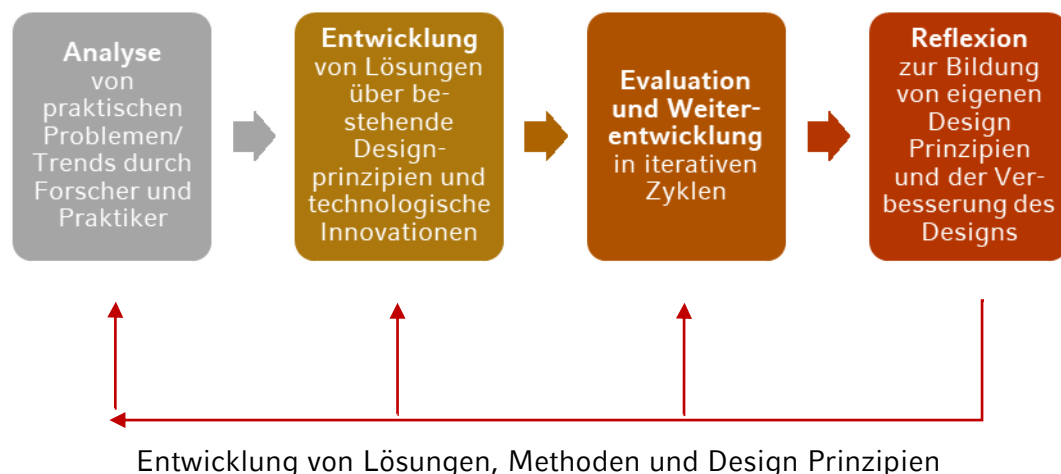 Analyse
von
praktischen
Problemen/
Trends durch
Forscher und
Praktiker
Entwicklung
von Lösungen
über be-
stehende
Design-
prinzipien und
technologische
Innovationen
Evaluation
und Weiter-
entwicklung
in iterativen
Zyklen
Reflexion
zur Bildung
von eigenen
Design
Prinzipien
und der Ver-
besserung des
Designs
Entwicklung von Lösungen, Methoden und Design Prinzipien